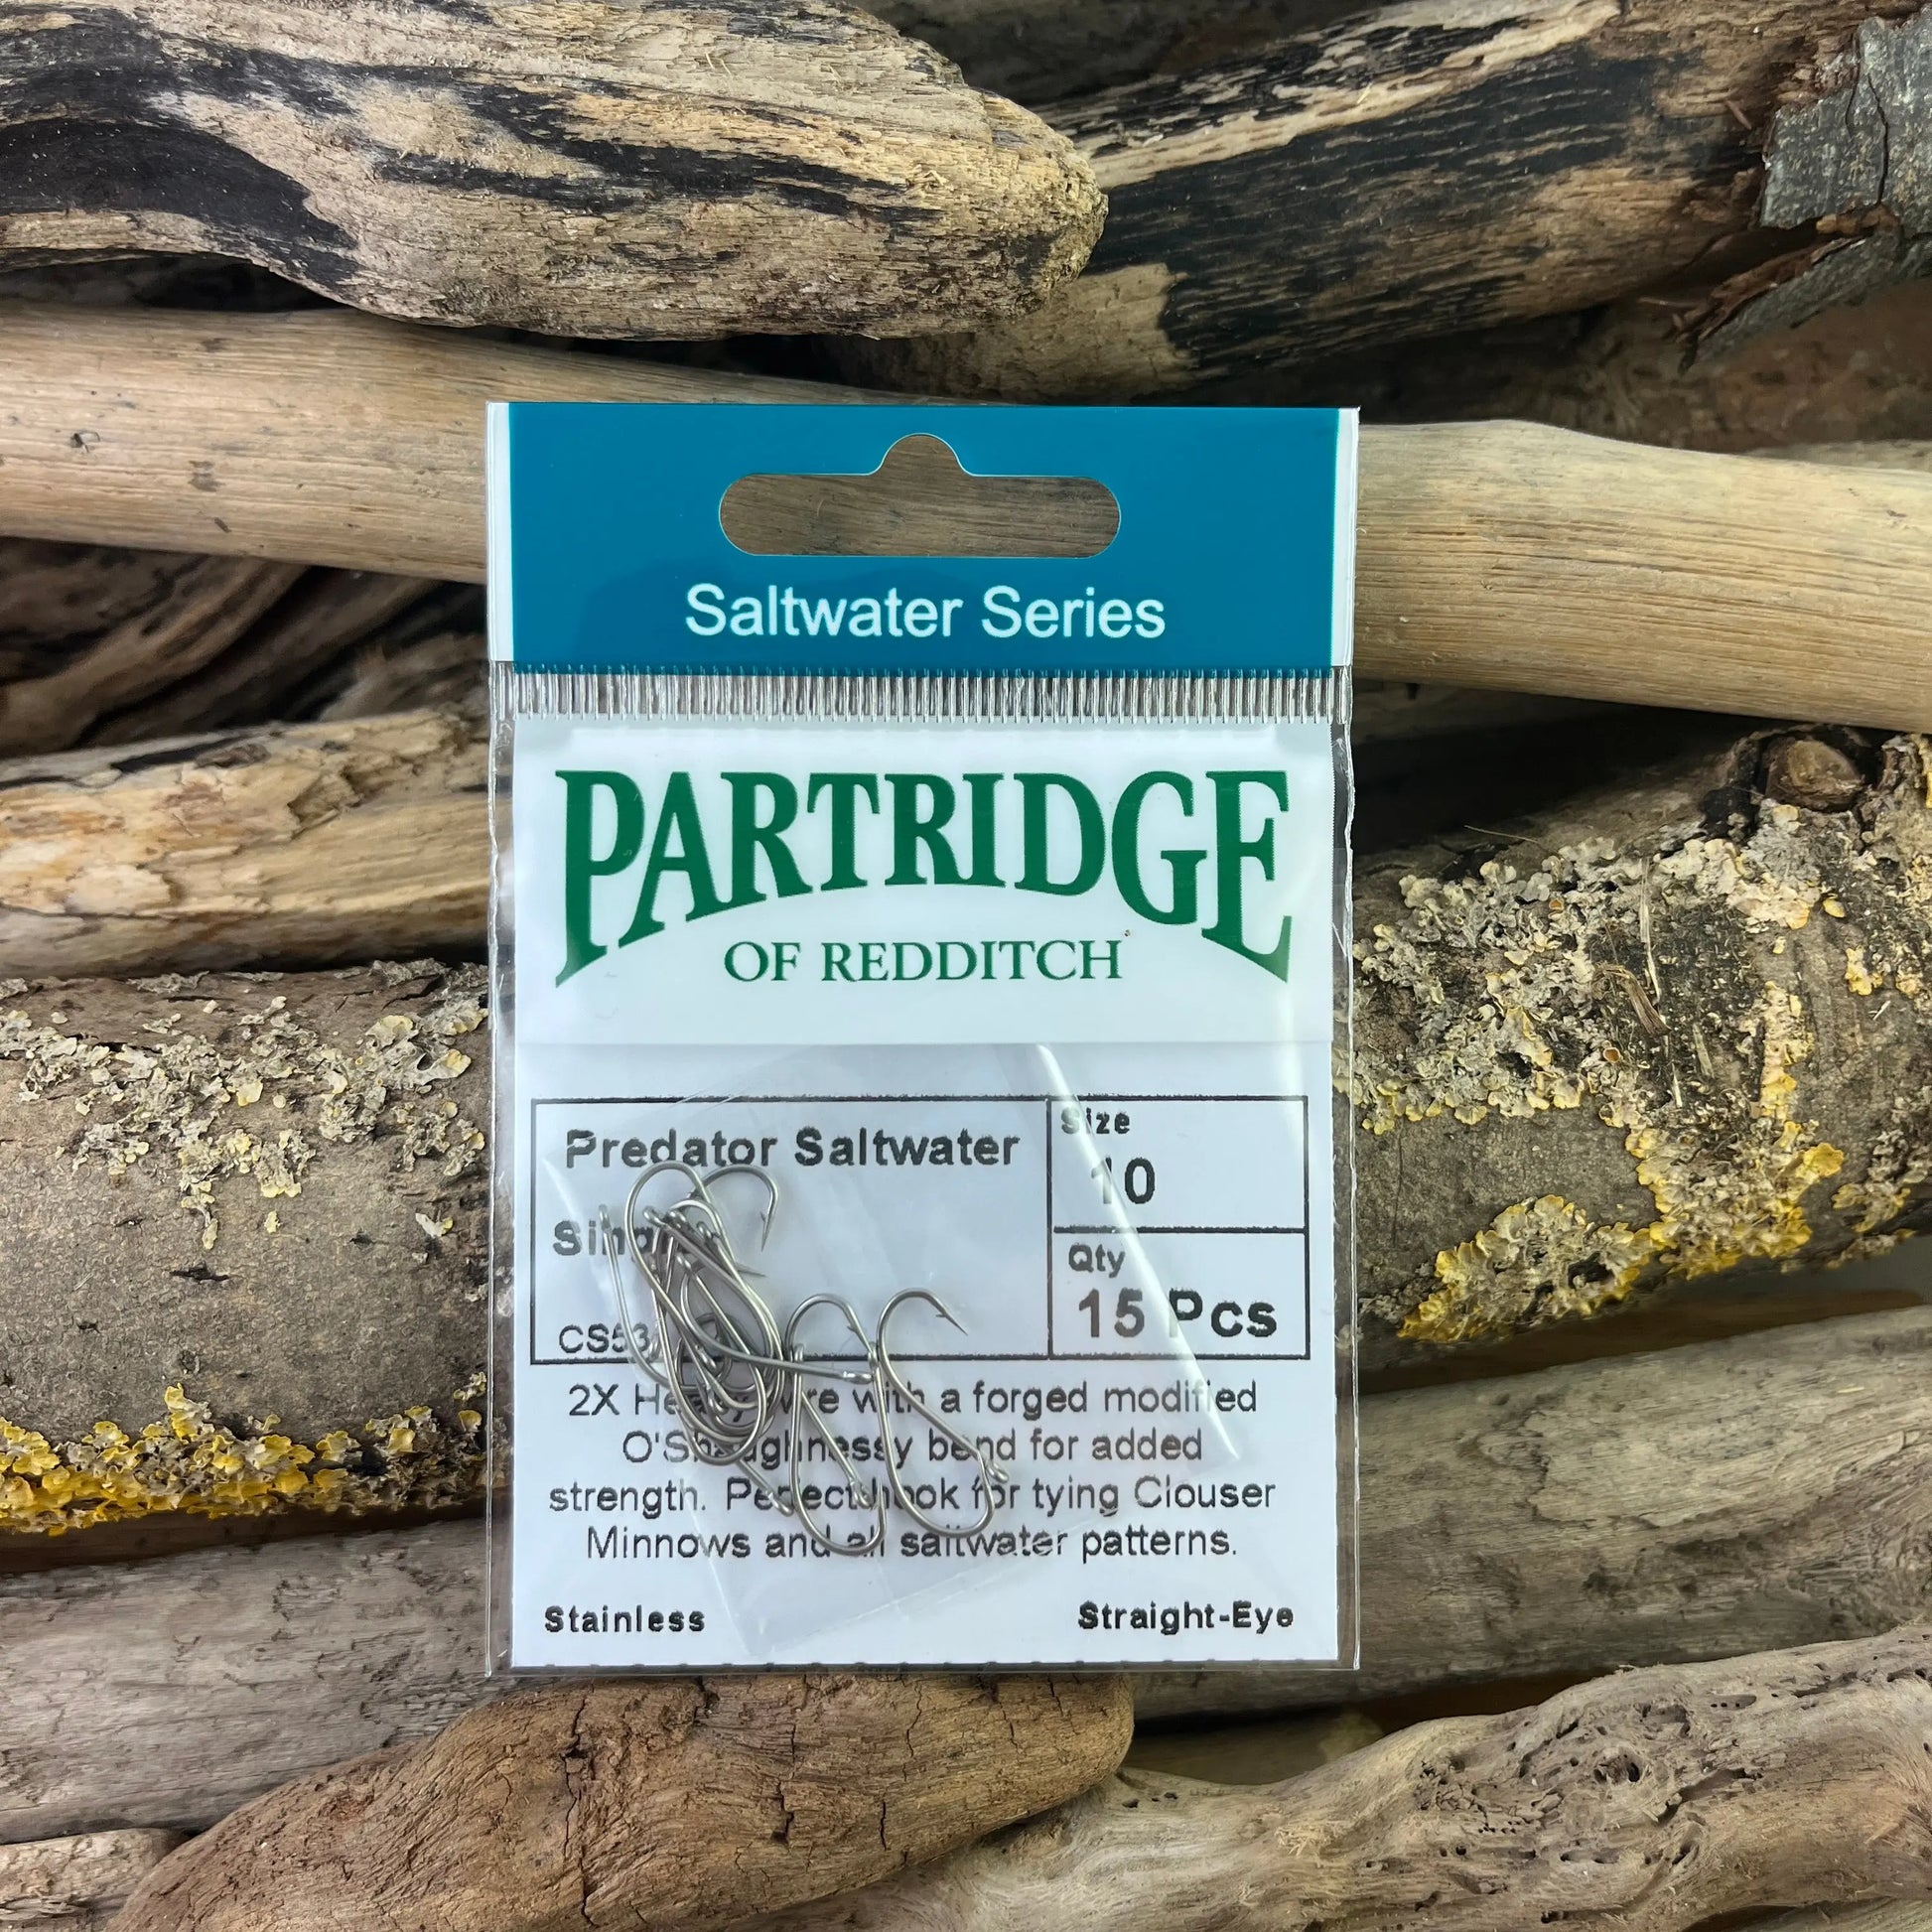 Saltwater Series
PARTRIDGE
OF REDDITCH
Predator Saltwater
Size
10
Qty
15 Pcs
2X Heavy wire with a forged modified
O'Shaughnessy bend for added
strength. Perfect hook for tying Clouser
Minnows and all saltwater patterns.
Stainless
Straight-Eye